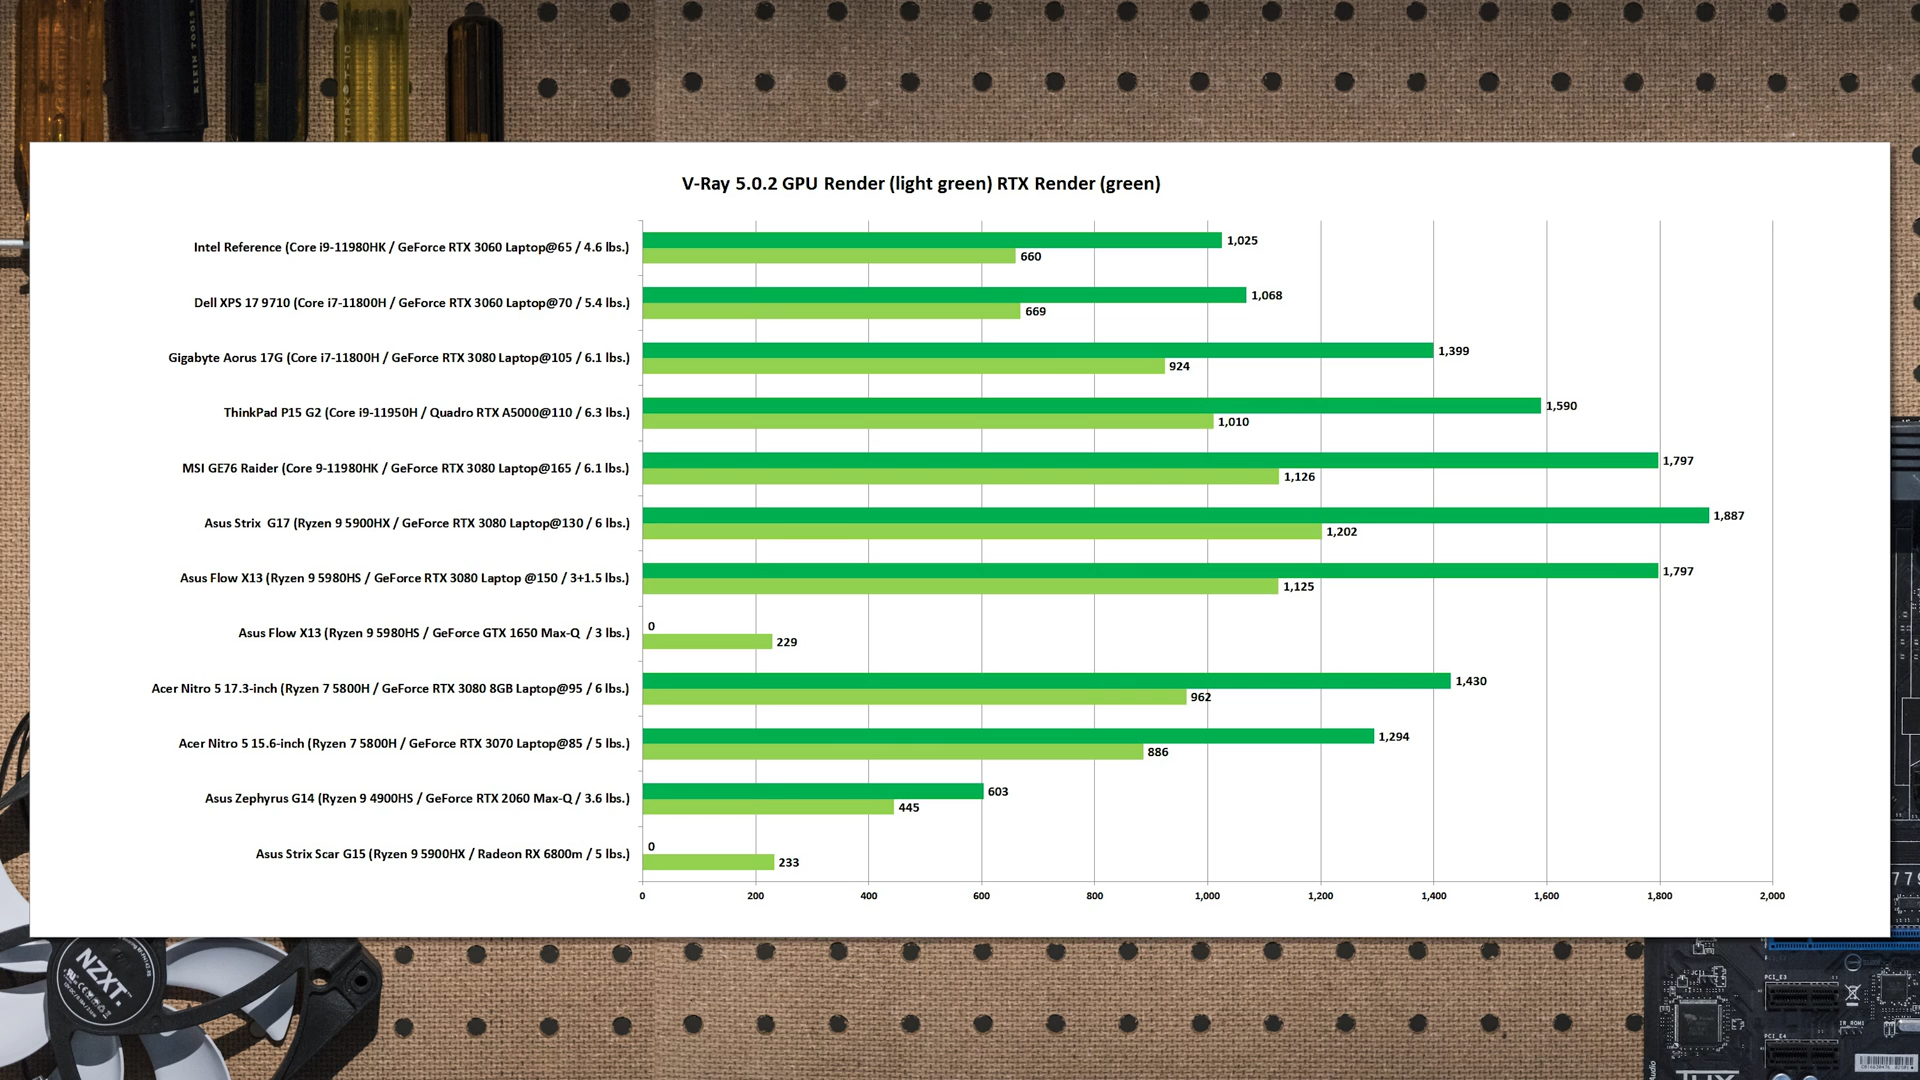 KLEIN TOOLS
V-Ray 5.0.2 GPU Render (light green) RTX Render (green)
Intel Reference (Core i9-11980HK / GeForce RTX 3060 Laptop@65 / 4.6 lbs.)
1,025
660
Dell XPS 17 9710 (Core i7-11800H / GeForce RTX 3060 Laptop@70 / 5.4 lbs.)
1,068
669
Gigabyte Aorus 17G (Core i7-11800H / GeForce RTX 3080 Laptop@105 / 6.1 lbs.)
1,399
924
ThinkPad P15 G2 (Core i9-11950H / Quadro RTX A5000@110 / 6.3 lbs.)
1,590
1,010
MSI GE76 Raider (Core 9-11980HK / GeForce RTX 3080 Laptop@165 / 6.1 lbs.)
1,797
1,126
Asus Strix  G17 (Ryzen 9 5900HX / GeForce RTX 3080 Laptop@130 / 6 lbs.)
1,887
1,202
Asus Flow X13 (Ryzen 9 5980HS / GeForce RTX 3080 Laptop @150 / 3+1.5 lbs.)
1,797
1,125
Asus Flow X13 (Ryzen 9 5980HS / GeForce GTX 1650 Max-Q  / 3 lbs.)
0
229
Acer Nitro 5 17.3-inch (Ryzen 7 5800H / GeForce RTX 3080 8GB Laptop@95 / 6 lbs.)
1,430
962
Acer Nitro 5 15.6-inch (Ryzen 7 5800H / GeForce RTX 3070 Laptop@85 / 5 lbs.)
1,294
886
Asus Zephyrus G14 (Ryzen 9 4900HS / GeForce RTX 2060 Max-Q / 3.6 lbs.)
603
445
Asus Strix Scar G15 (Ryzen 9 5900HX / Radeon RX 6800m / 5 lbs.)
0
233
0 200 400 600 800 1,000 1,200 1,400 1,600 1,800 2,000
NZXT
PCI_E3
IR_ROM1
PCI_E4